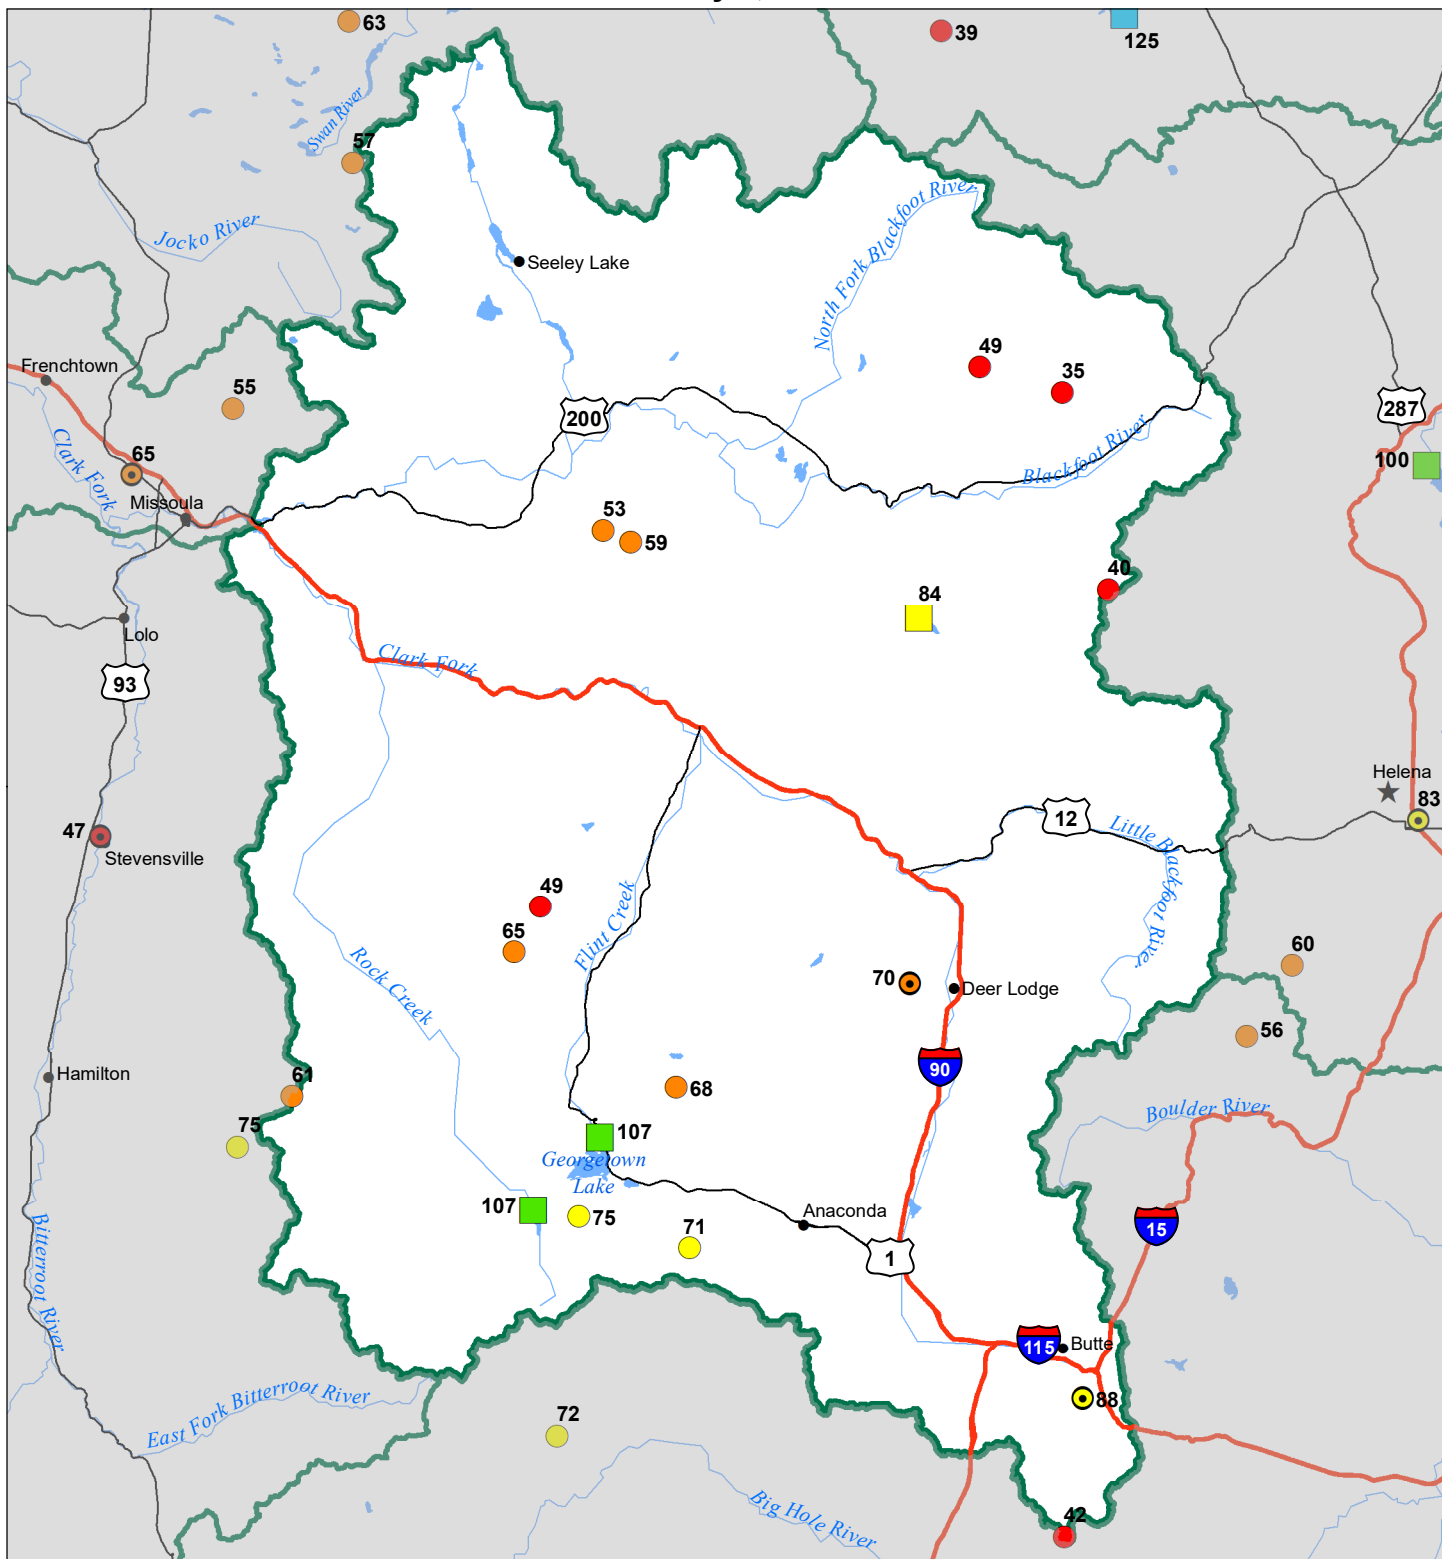 63
39
125
Swan River
57
Jocko River
North Fork Blackfoot River
Seeley Lake
Frenchtown
49
35
55
200
287
Clark Fork
65
Blackfoot River
100
Missoula
53
59
40
84
Lolo
Clark Fork
93
Helena
83
12
Little Blackfoot River
47
Stevensville
49
65
Flint Creek
Rock Creek
60
70
Deer Lodge
56
90
Hamilton
61
68
Boulder River
75
107
Georgetown
Lake
107
75
Anaconda
71
15
1
Bitterroot River
115
Butte
88
East Fork Bitterroot River
72
Big Hole River
42